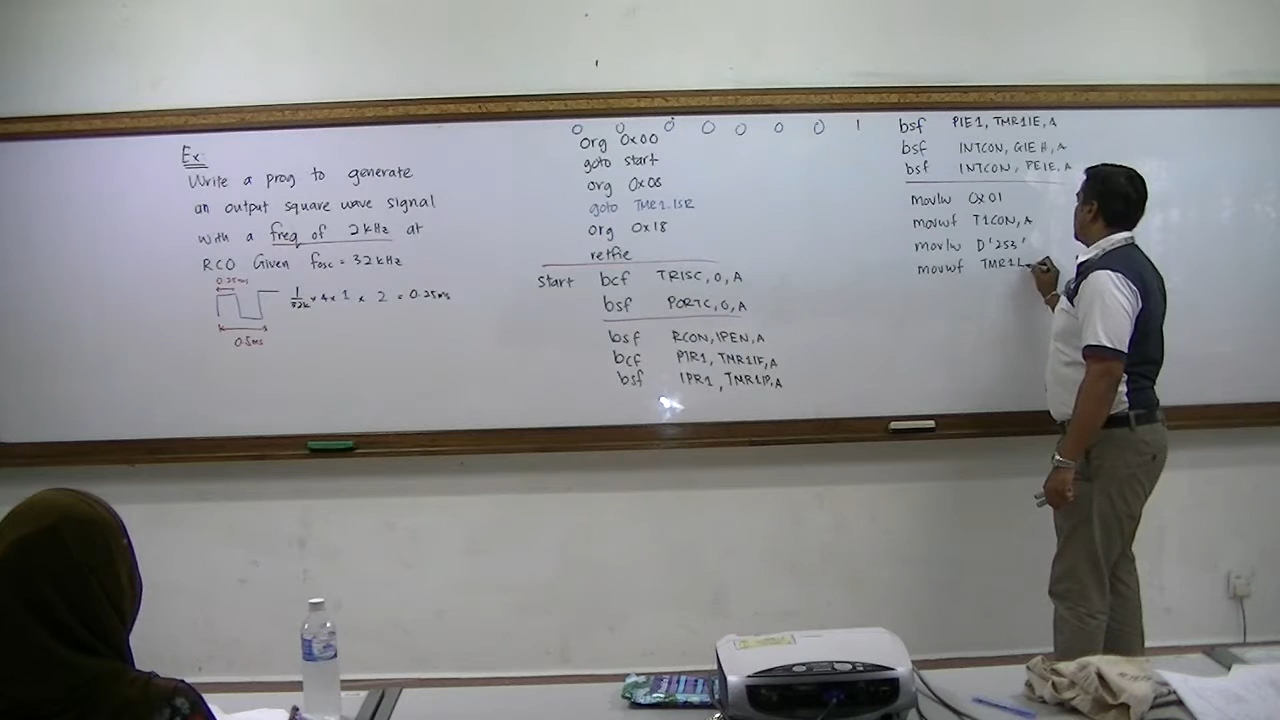 Ex:
Write a prog to generate
an output square wave signal
with a freq of 2kHz at
RC0 Given fosc = 32kHz
0.25ms
1/32k × 4 × 1 × 2 = 0.25ms
0.5ms
0 0 0 0 0 0 0 1
org 0x00
goto start
org 0x08
goto TMR1_ISR
org 0x18
retfie
start bcf TRISC, 0, A
bsf PORTC, 0, A
bsf RCON, IPEN, A
bcf PIR1, TMR1IF, A
bsf IPR1, TMR1IP, A
bsf PIE1, TMR1IE, A
bsf INTCON, GIEH, A
bsf INTCON, PEIE, A
movlw 0x01
movwf T1CON, A
movlw D'253'
movwf TMR1L